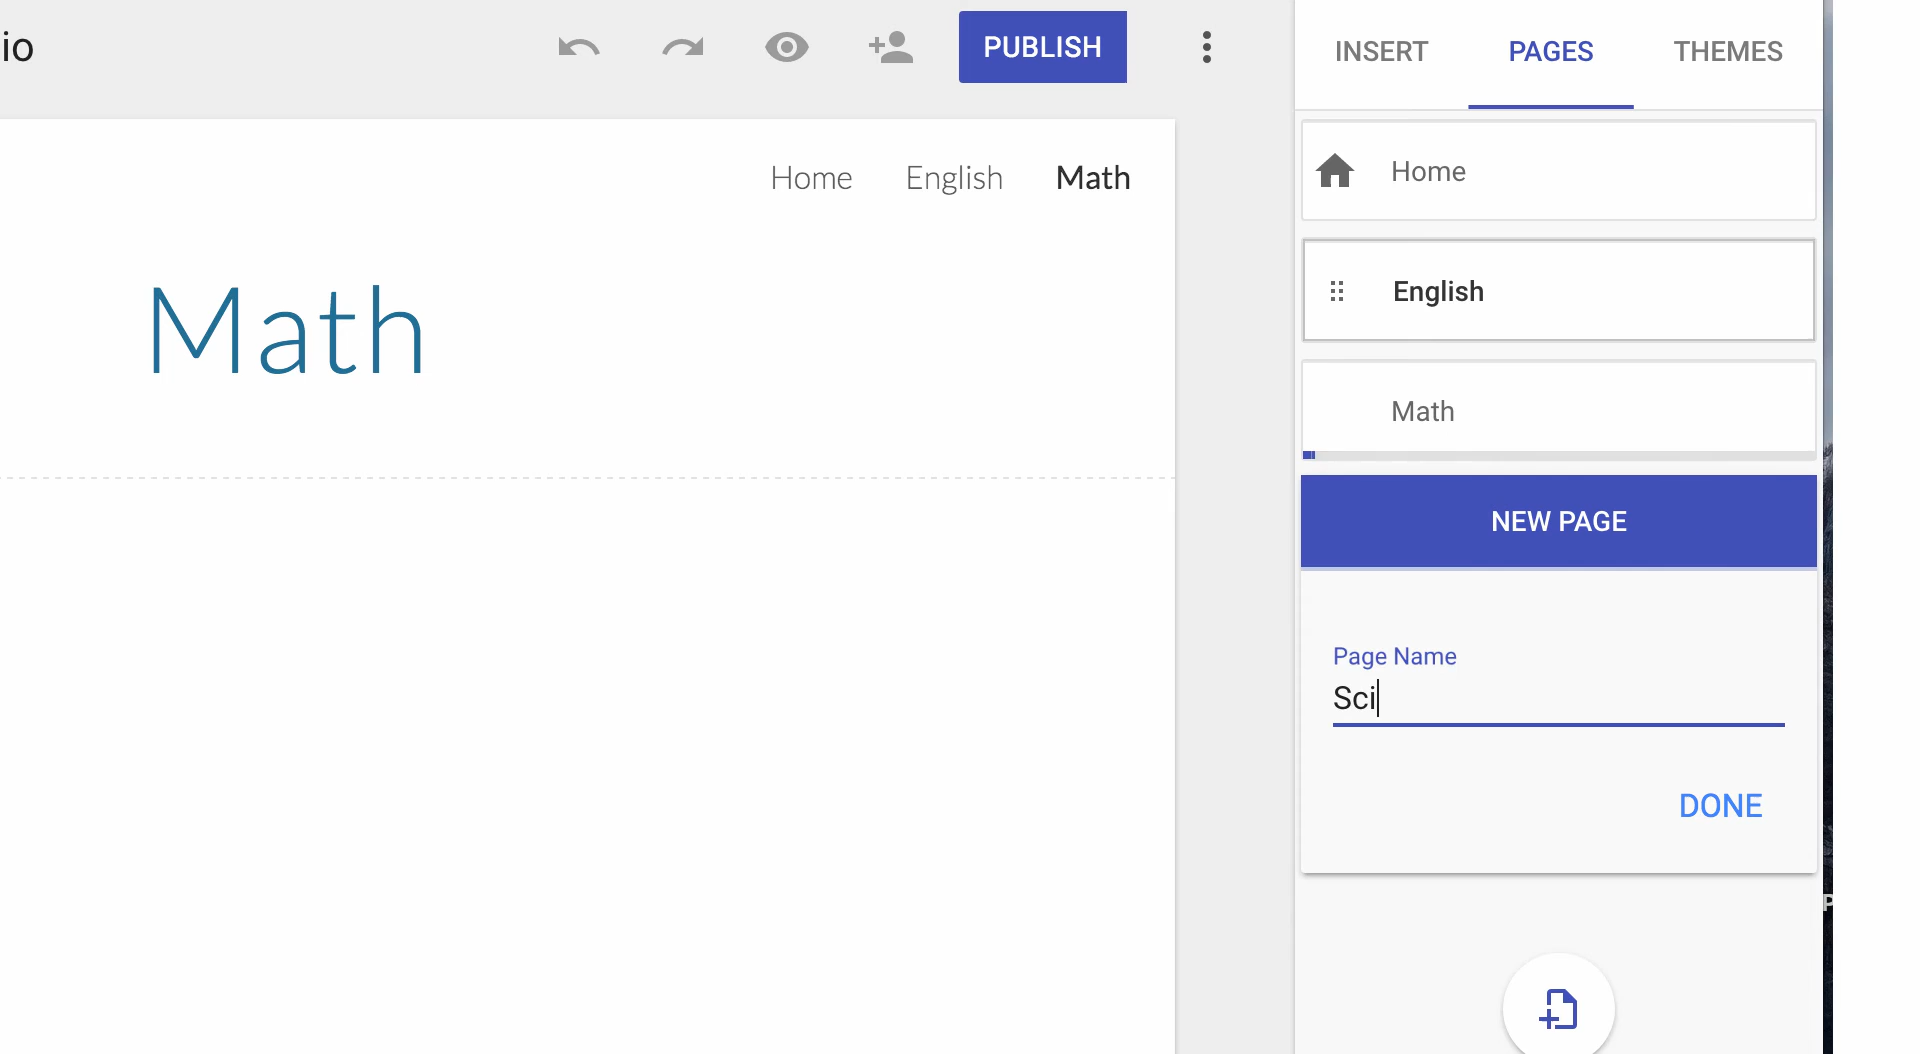 io
PUBLISH
INSERT
PAGES
THEMES
Home
English
Math
Math
Home
English
Math
NEW PAGE
Page Name
Sci
DONE
P